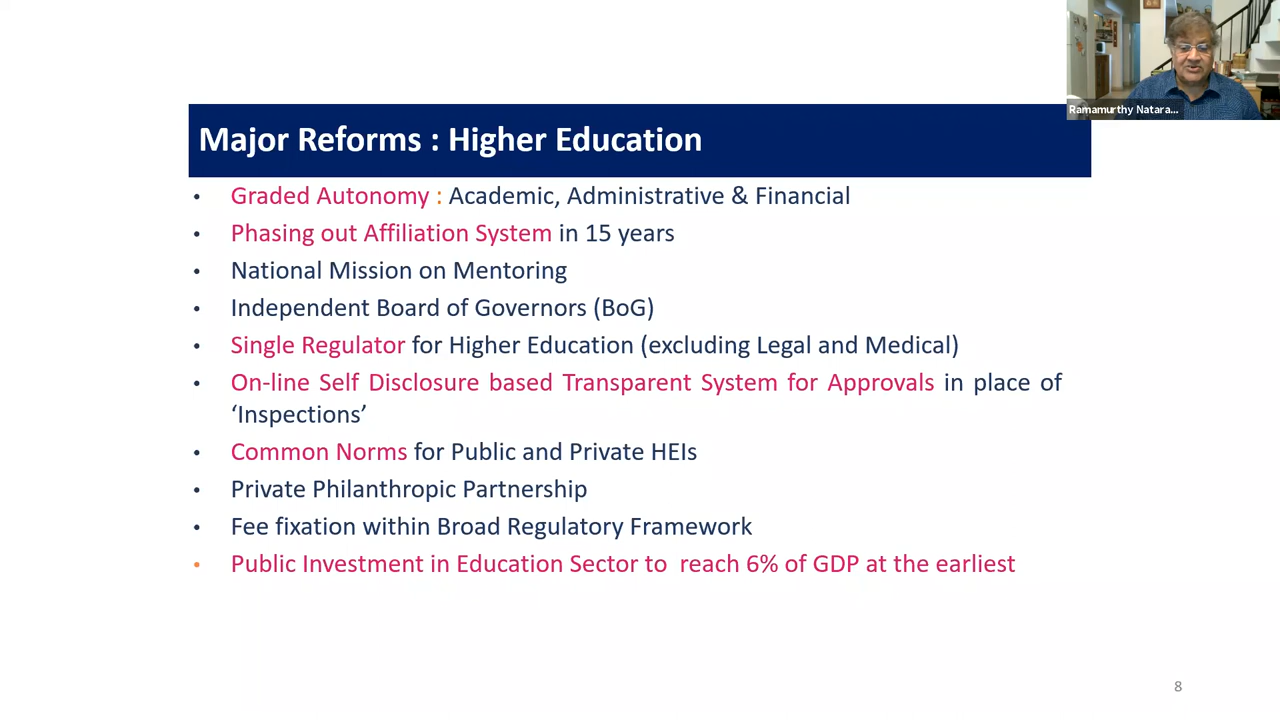 Ramamurthy Natara...
Major Reforms : Higher Education
• Graded Autonomy : Academic, Administrative & Financial
• Phasing out Affiliation System in 15 years
• National Mission on Mentoring
• Independent Board of Governors (BoG)
• Single Regulator for Higher Education (excluding Legal and Medical)
• On-line Self Disclosure based Transparent System for Approvals in place of
‘Inspections’
• Common Norms for Public and Private HEIs
• Private Philanthropic Partnership
• Fee fixation within Broad Regulatory Framework
• Public Investment in Education Sector to reach 6% of GDP at the earliest
8